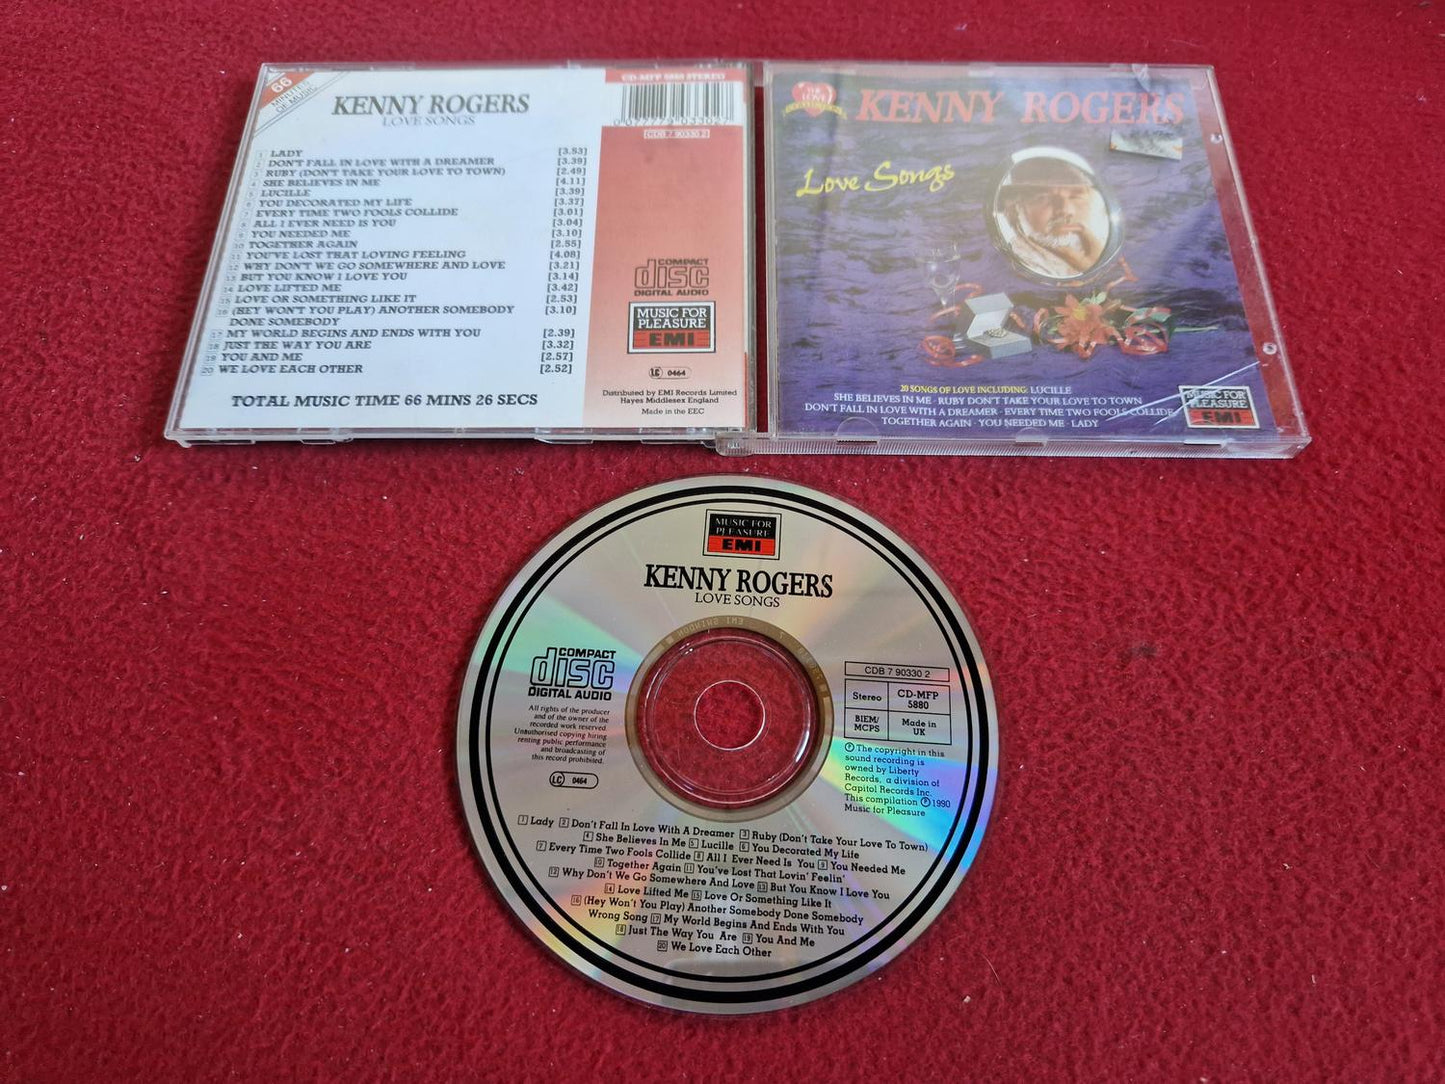 66
MINUTES
OF MUSIC
KENNY ROGERS
LOVE SONGS
1 LADY [3.53]
2 DON'T FALL IN LOVE WITH A DREAMER [3.39]
3 RUBY (DON'T TAKE YOUR LOVE TO TOWN) [2.49]
4 SHE BELIEVES IN ME [4.11]
5 LUCILLE [3.39]
6 YOU DECORATED MY LIFE [3.37]
7 EVERY TIME TWO FOOLS COLLIDE [3.01]
8 ALL I EVER NEED IS YOU [3.04]
9 YOU NEEDED ME [3.10]
10 TOGETHER AGAIN [2.55]
11 YOU'VE LOST THAT LOVING FEELING [4.08]
12 WHY DON'T WE GO SOMEWHERE AND LOVE [3.21]
13 BUT YOU KNOW I LOVE YOU [3.14]
14 LOVE LIFTED ME [3.42]
15 LOVE OR SOMETHING LIKE IT [2.53]
16 (HEY WON'T YOU PLAY) ANOTHER SOMEBODY [3.10]
DONE SOMEBODY
17 MY WORLD BEGINS AND ENDS WITH YOU [2.39]
18 JUST THE WAY YOU ARE [3.32]
19 YOU AND ME [2.57]
20 WE LOVE EACH OTHER [2.52]
TOTAL MUSIC TIME 66 MINS 26 SECS
CD-MFP 5880 STEREO
0 077779 033027
CDB 7 90330 2
COMPACT
disc
DIGITAL AUDIO
MUSIC FOR
PLEASURE
EMI
LC 0464
Distributed by EMI Records Limited
Hayes Middlesex England
Made in the EEC
THE LOVE
KENNY ROGERS
Love Songs
20 SONGS OF LOVE INCLUDING: LUCILLE
SHE BELIEVES IN ME · RUBY DON'T TAKE YOUR LOVE TO TOWN
DON'T FALL IN LOVE WITH A DREAMER · EVERY TIME TWO FOOLS COLLIDE
TOGETHER AGAIN · YOU NEEDED ME · LADY
MUSIC FOR
PLEASURE
EMI
MUSIC FOR
PLEASURE
EMI
KENNY ROGERS
LOVE SONGS
EMI SWINDON
COMPACT
disc
DIGITAL AUDIO
All rights of the producer
and of the owner of the
recorded work reserved
Unauthorised copying hiring
renting public performance
and broadcasting of
this record prohibited.
LC 0464
CDB 7 90330 2
Stereo CD-MFP
5880
BIEM/
MCPS Made in
UK
Ⓟ The copyright in this
sound recording is
owned by Liberty
Records, a division of
Capitol Records Inc.
This compilation Ⓟ 1990
Music for Pleasure
1 Lady 2 Don't Fall In Love With A Dreamer 3 Ruby (Don't Take Your Love To Town)
4 She Believes In Me 5 Lucille 6 You Decorated My Life
7 Every Time Two Fools Collide 8 All I Ever Need Is You 9 You Needed Me
10 Together Again 11 You've Lost That Lovin' Feelin'
12 Why Don't We Go Somewhere And Love 13 But You Know I Love You
14 Love Lifted Me 15 Love Or Something Like It
16 (Hey Won't You Play) Another Somebody Done Somebody
Wrong Song 17 My World Begins And Ends With You
18 Just The Way You Are 19 You And Me
20 We Love Each Other